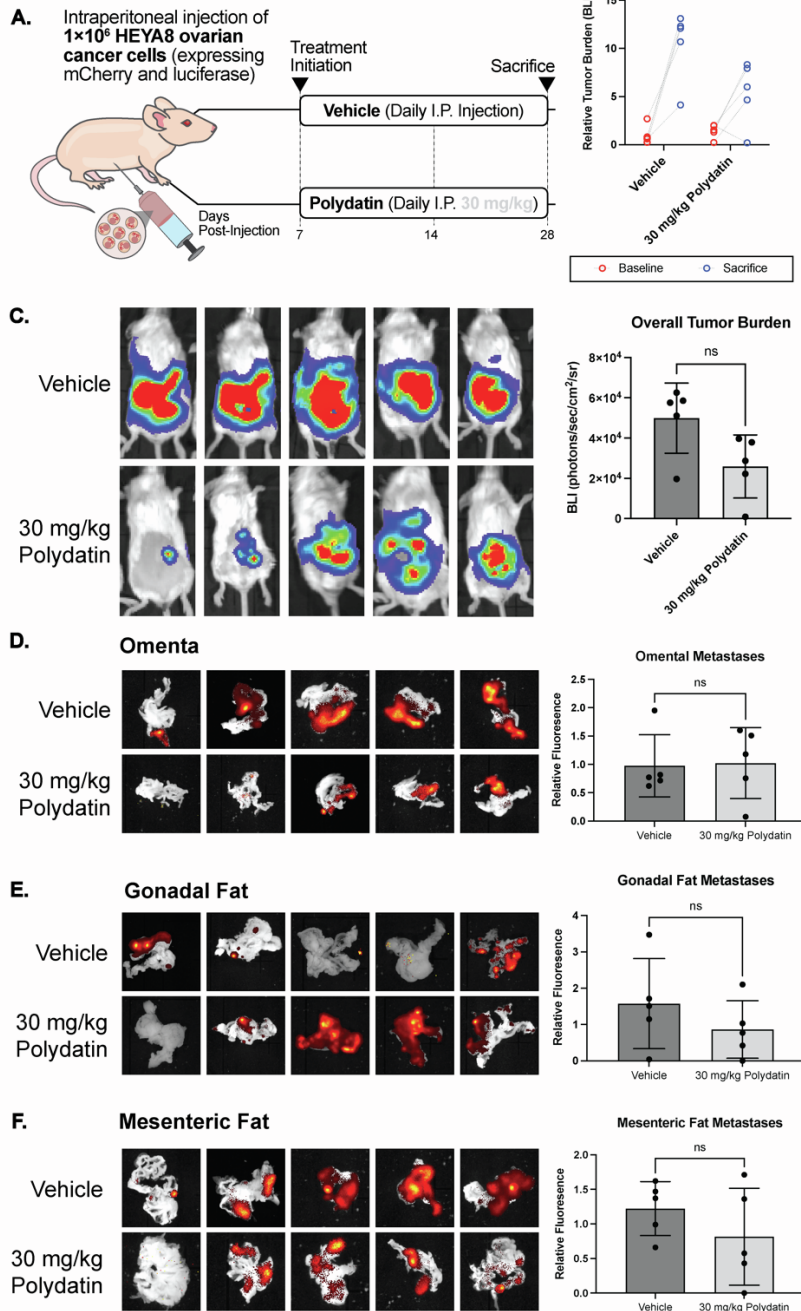 A.
Intraperitoneal injection of
1×10⁶ HEYA8 ovarian
cancer cells (expressing
mCherry and luciferase)
Treatment
Initiation
Sacrifice
Vehicle (Daily I.P. Injection)
Polydatin (Daily I.P. 30 mg/kg)
Days
Post-Injection
7
14
28
Relative Tumor Burden (BLI
15
10
5
0
Vehicle
30 mg/kg Polydatin
Baseline
Sacrifice
C.
Vehicle
30 mg/kg
Polydatin
Overall Tumor Burden
ns
BLI (photons/sec/cm²/sr)
8×10⁴
6×10⁴
4×10⁴
2×10⁴
0
Vehicle
30 mg/kg Polydatin
D.
Omenta
Vehicle
30 mg/kg
Polydatin
Omental Metastases
ns
Relative Fluorescence
2.5
2.0
1.5
1.0
0.5
0.0
Vehicle
30 mg/kg Polydatin
E.
Gonadal Fat
Vehicle
30 mg/kg
Polydatin
Gonadal Fat Metastases
ns
Relative Fluorescence
4
3
2
1
0
Vehicle
30 mg/kg Polydatin
F.
Mesenteric Fat
Vehicle
30 mg/kg
Polydatin
Mesenteric Fat Metastases
ns
Relative Fluorescence
2.0
1.5
1.0
0.5
0.0
Vehicle
30 mg/kg Polydatin